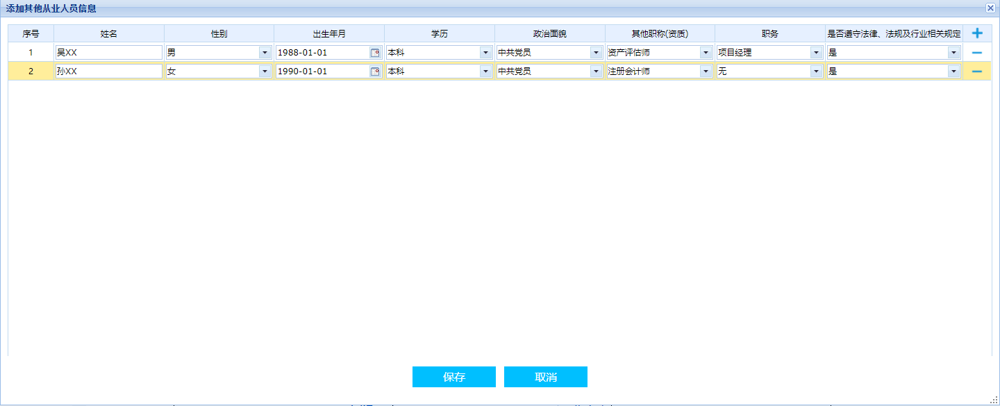 添加其他从业人员信息
序号 姓名 性别 出生年月 学历 政治面貌 其他职称(资质) 职务 是否遵守法律、法规及行业相关规定
1 吴XX 男 1988-01-01 本科 中共党员 资产评估师 项目经理 是
2 孙XX 女 1990-01-01 本科 中共党员 注册会计师 无 是
保存 取消